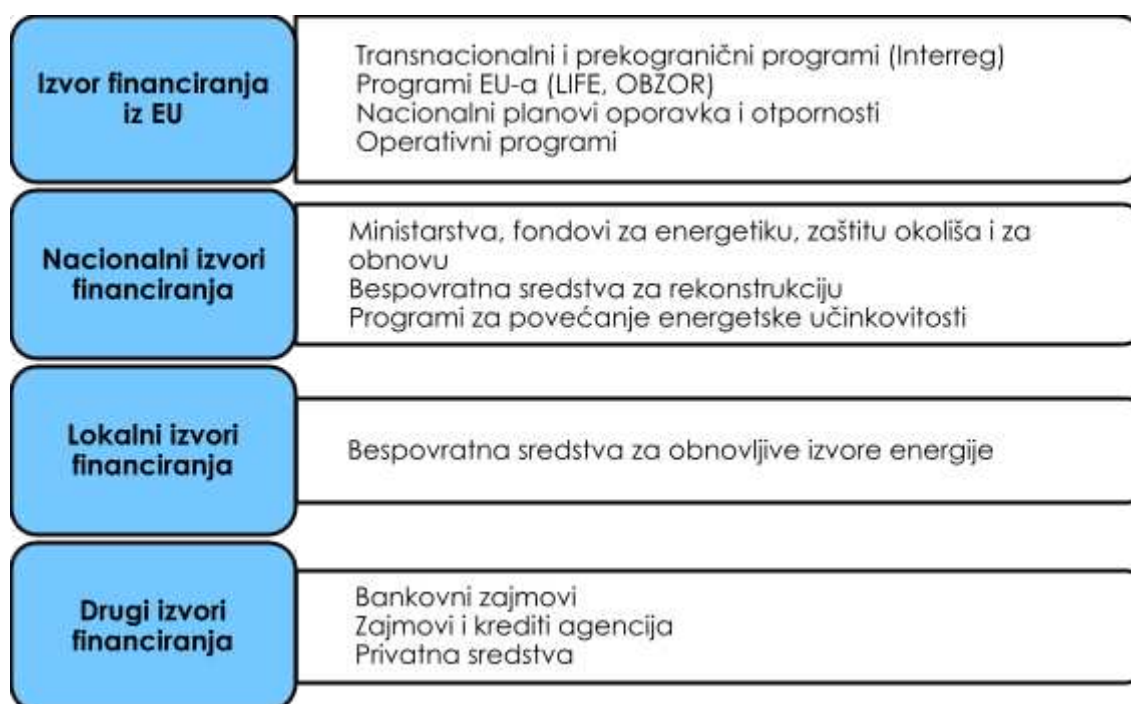 Izvor financiranja
iz EU
Transnacionalni i prekogranični programi (Interreg)
Programi EU-a (LIFE, OBZOR)
Nacionalni planovi oporavka i otpornosti
Operativni programi
Nacionalni izvori
financiranja
Ministarstva, fondovi za energetiku, zaštitu okoliša i za
obnovu
Bespovratna sredstva za rekonstrukciju
Programi za povećanje energetske učinkovitosti
Lokalni izvori
financiranja
Bespovratna sredstva za obnovljive izvore energije
Drugi izvori
financiranja
Bankovni zajmovi
Zajmovi i krediti agencija
Privatna sredstva